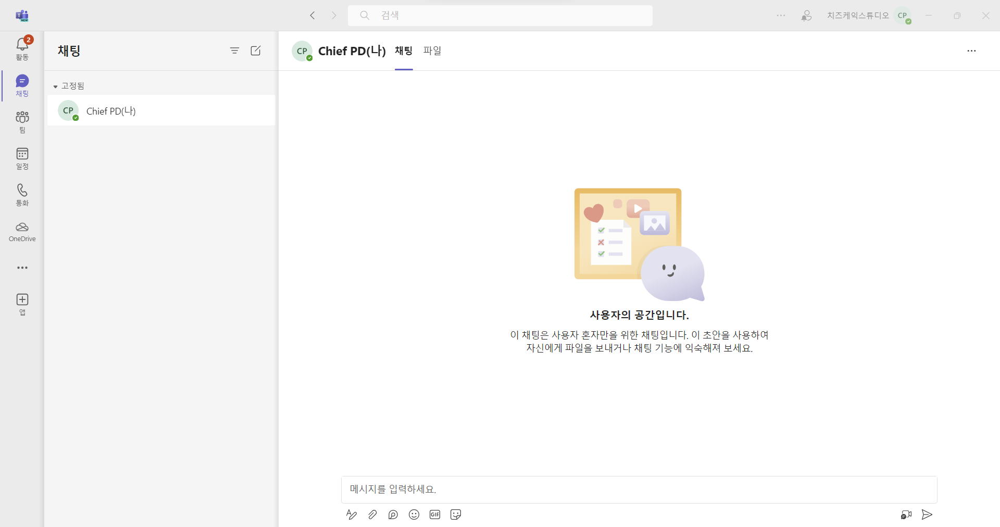 T
NEW
검색
치즈케익스튜디오
CP
2
활동
채팅
팀
일정
통화
OneDrive
앱
채팅
고정됨
CP
Chief PD(나)
CP
Chief PD(나)
채팅
파일
사용자의 공간입니다.
이 채팅은 사용자 혼자만을 위한 채팅입니다. 이 초안을 사용하여
자신에게 파일을 보내거나 채팅 기능에 익숙해져 보세요.
메시지를 입력하세요.
GIF